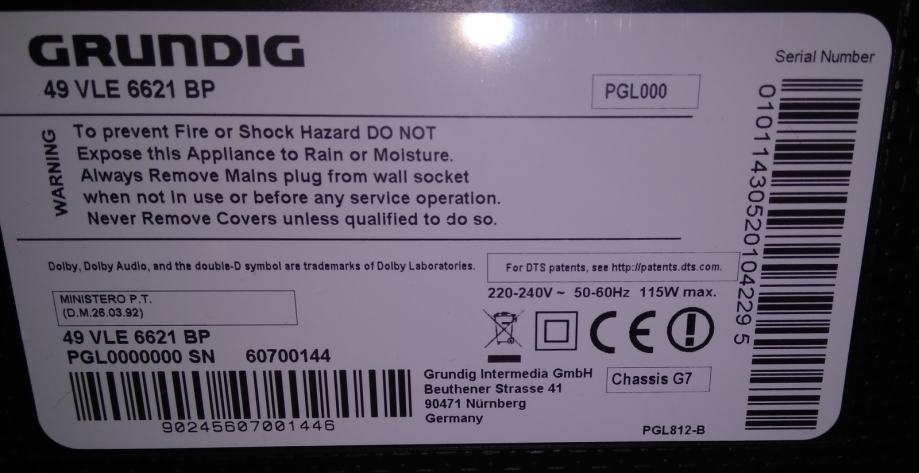 GRUNDIG
49 VLE 6621 BP
PGL000
Serial Number
010114305201042295
WARNING
To prevent Fire or Shock Hazard DO NOT
Expose this Appliance to Rain or Moisture.
Always Remove Mains plug from wall socket
when not in use or before any service operation.
Never Remove Covers unless qualified to do so.
Dolby, Dolby Audio, and the double-D symbol are trademarks of Dolby Laboratories.
For DTS patents, see http://patents.dts.com.
MINISTERO P.T.
(D.M.26.03.92)
220-240V ~ 50-60Hz 115W max.
49 VLE 6621 BP
PGL0000000 SN 60700144
90245607001446
CE
Grundig Intermedia GmbH
Beuthener Strasse 41
90471 Nürnberg
Germany
Chassis G7
PGL812-B